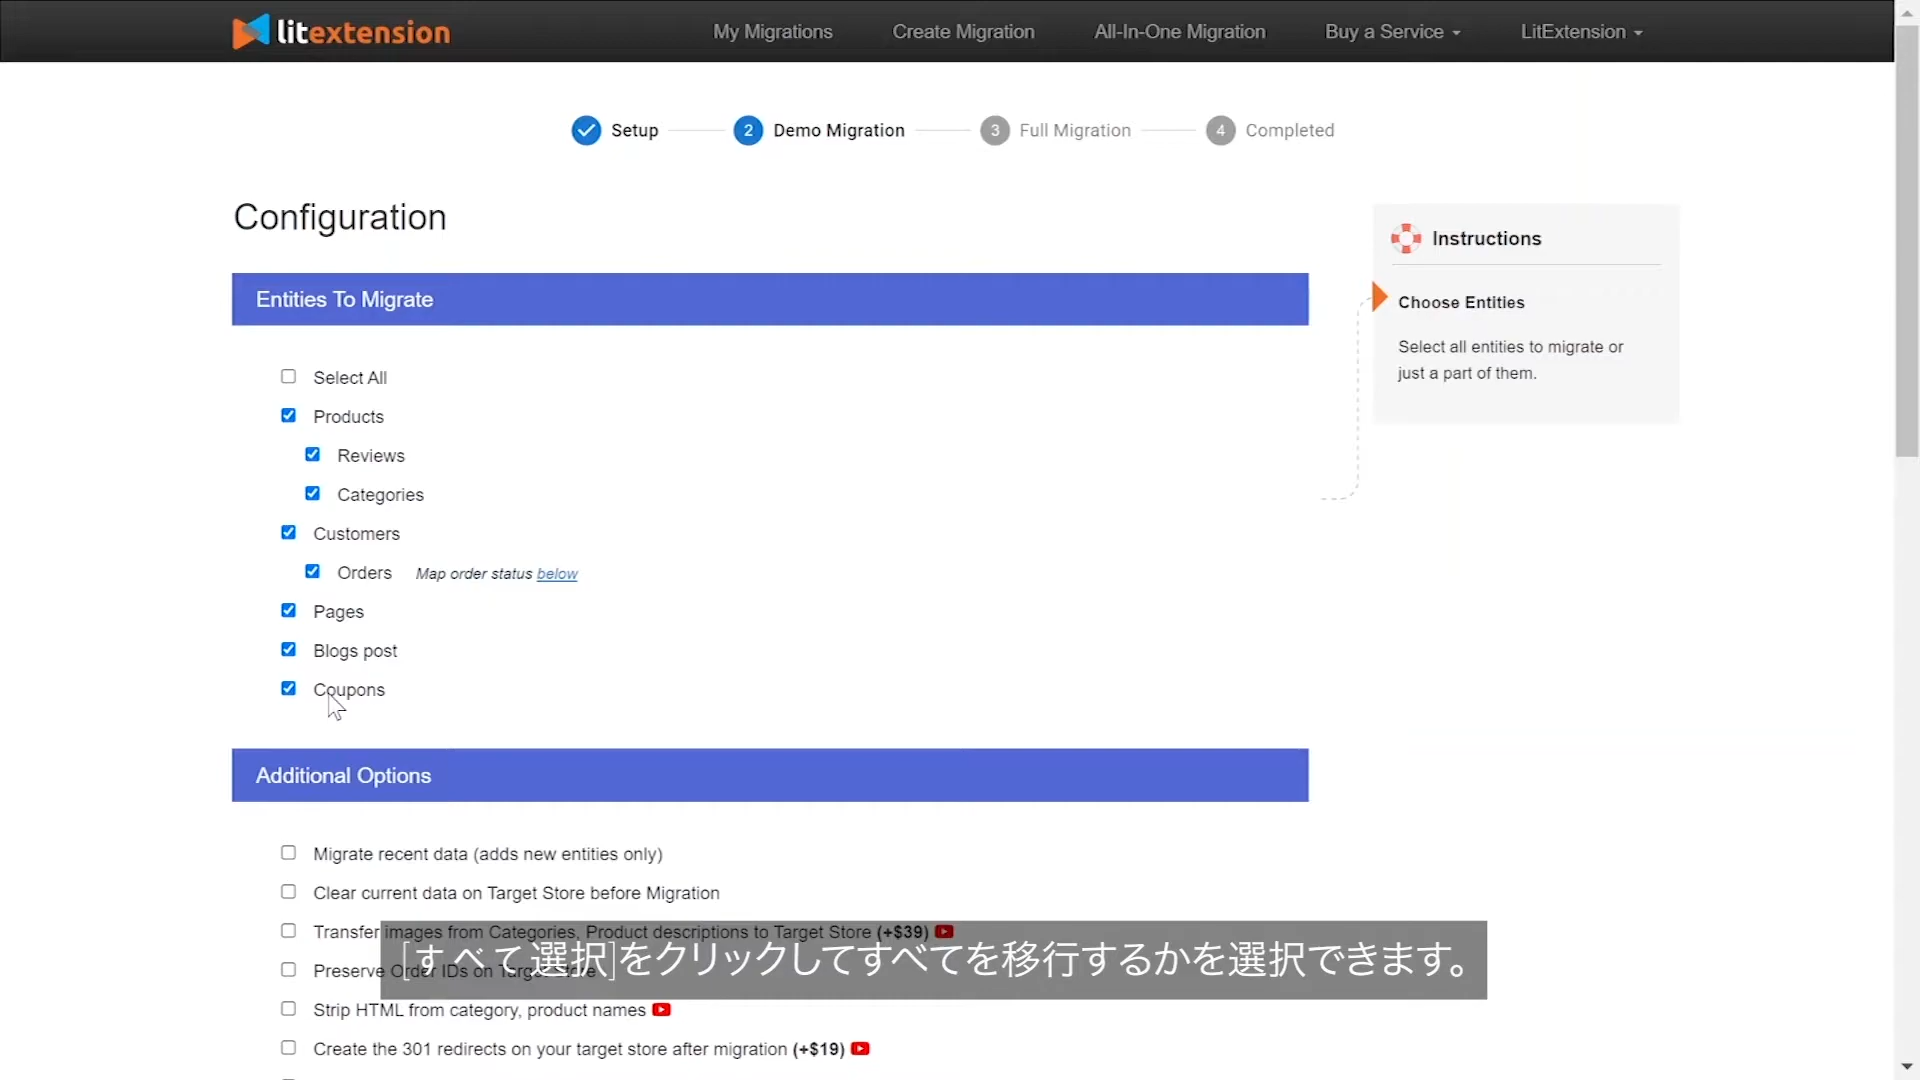 litextension
My Migrations
Create Migration
All-In-One Migration
Buy a Service
LitExtension
Setup
2
Demo Migration
3
Full Migration
4
Completed
Configuration
Instructions
Choose Entities
Select all entities to migrate or
just a part of them.
Entities To Migrate
Select All
Products
Reviews
Categories
Customers
Orders Map order status below
Pages
Blogs post
Coupons
Additional Options
Migrate recent data (adds new entities only)
Clear current data on Target Store before Migration
Transfer images from Categories, Product descriptions to Target Store (+$39)
Preserve Order IDs on Target Store
[すべて選択]をクリックしてすべてを移行するかを選択できます。
Strip HTML from category, product names
Create the 301 redirects on your target store after migration (+$19)